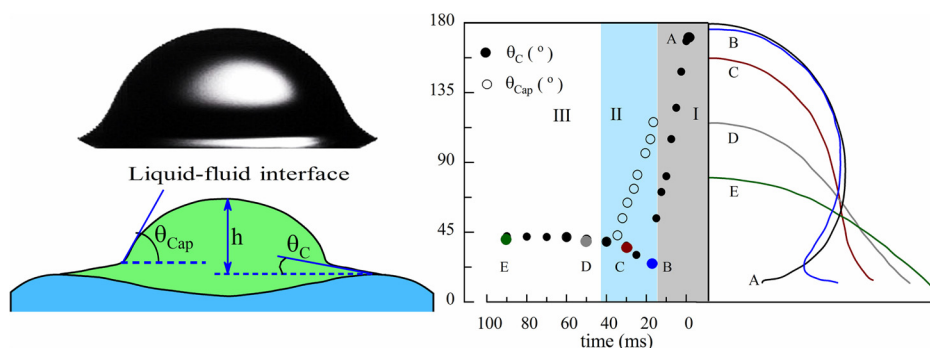 Liquid-fluid interface
θCap
h
θC
180
135
90
45
0
θC ( º )
θCap ( º )
III
II
I
A
E
D
C
B
100
80
60
40
20
0
time (ms)
B
C
D
E
A